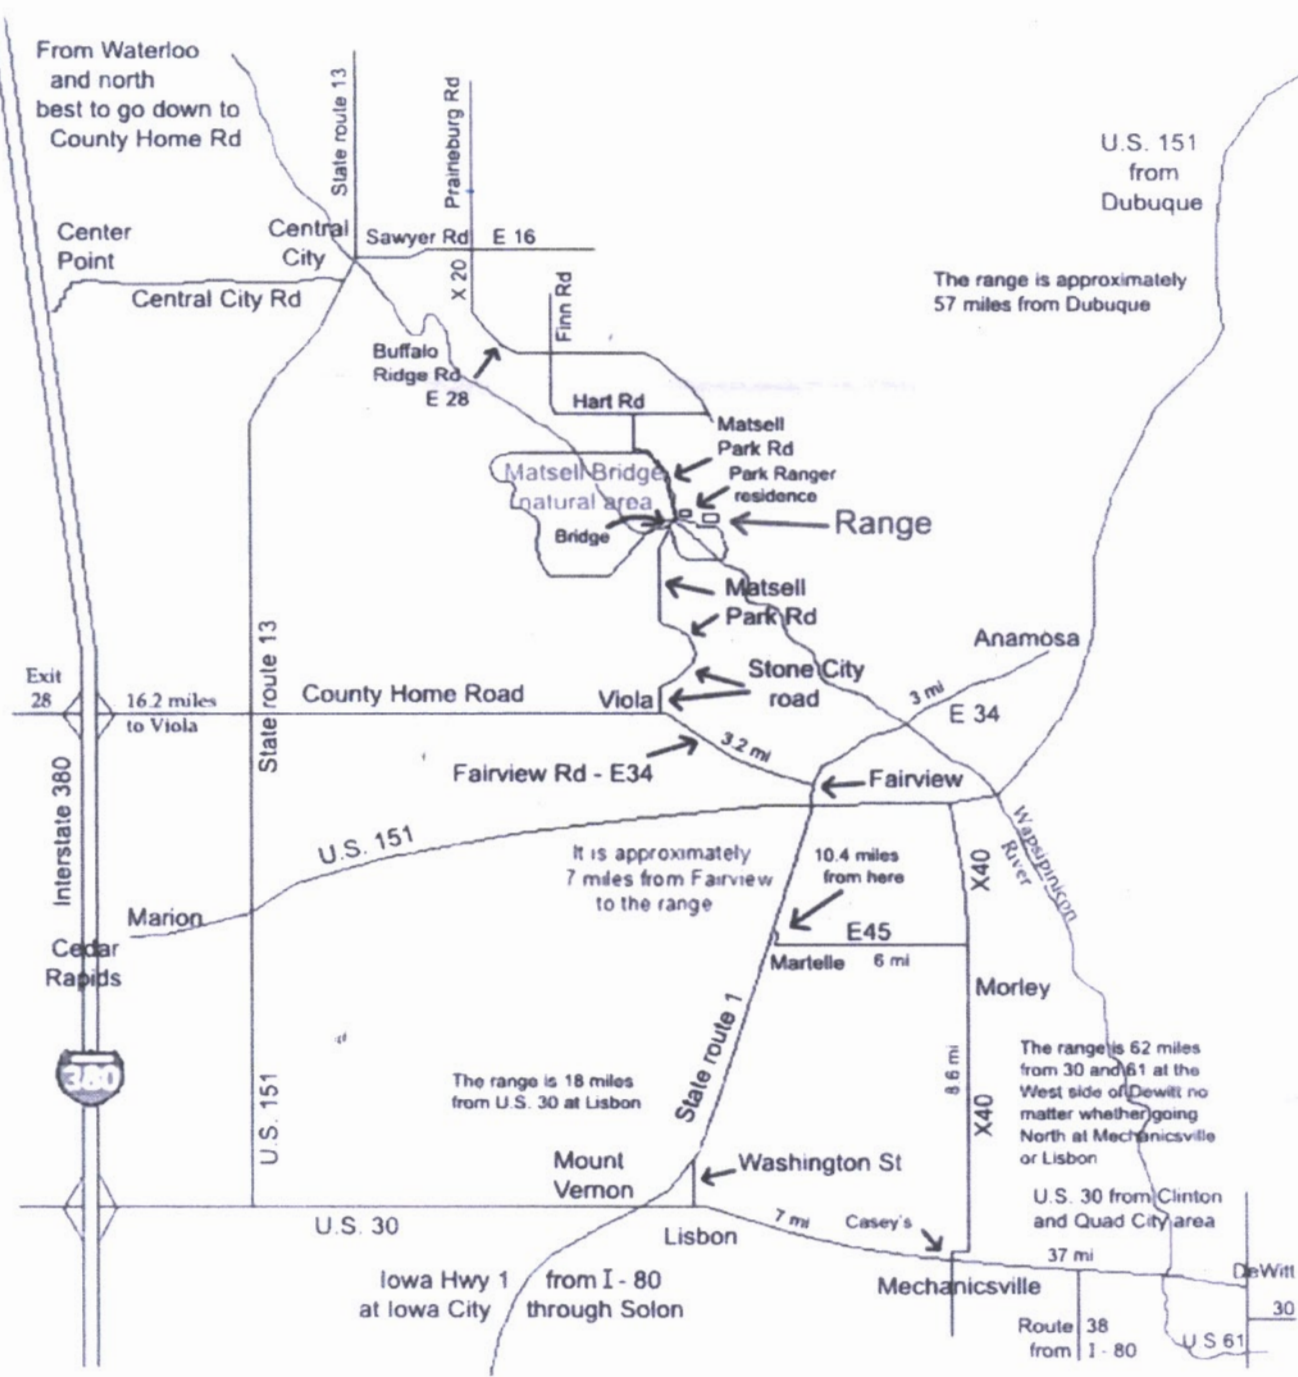 From Waterloo
and north
best to go down to
County Home Rd
State route 13
Prairieburg Rd
U.S. 151
from
Dubuque
Center
Point
Central
City
Sawyer Rd
E 16
X 20
Central City Rd
Finn Rd
The range is approximately
57 miles from Dubuque
Buffalo
Ridge Rd
E 28
Hart Rd
Matsell
Park Rd
Matsell Bridge
natural area
Park Ranger
residence
Bridge
Range
Matsell
Park Rd
State route 13
Anamosa
Exit
28
16.2 miles
to Viola
County Home Road
Viola
Stone City
road
3 mi
E 34
3.2 mi
Fairview Rd - E34
Fairview
Interstate 380
U.S. 151
Wapsipinicon
River
It is approximately
7 miles from Fairview
to the range
10.4 miles
from here
X40
Marion
Cedar
Rapids
E45
Martelle
6 mi
Morley
State route 1
380
The range is 18 miles
from U.S. 30 at Lisbon
8.6 mi
X40
The range is 62 miles
from 30 and 61 at the
West side of Dewitt no
matter whether going
North at Mechanicsville
or Lisbon
U.S. 151
Mount
Vernon
Washington St
U.S. 30 from Clinton
and Quad City area
U.S. 30
Lisbon
7 mi
Casey's
37 mi
DeWitt
Iowa Hwy 1
at Iowa City
from I - 80
through Solon
Mechanicsville
Route 38
from I - 80
30
U S 61